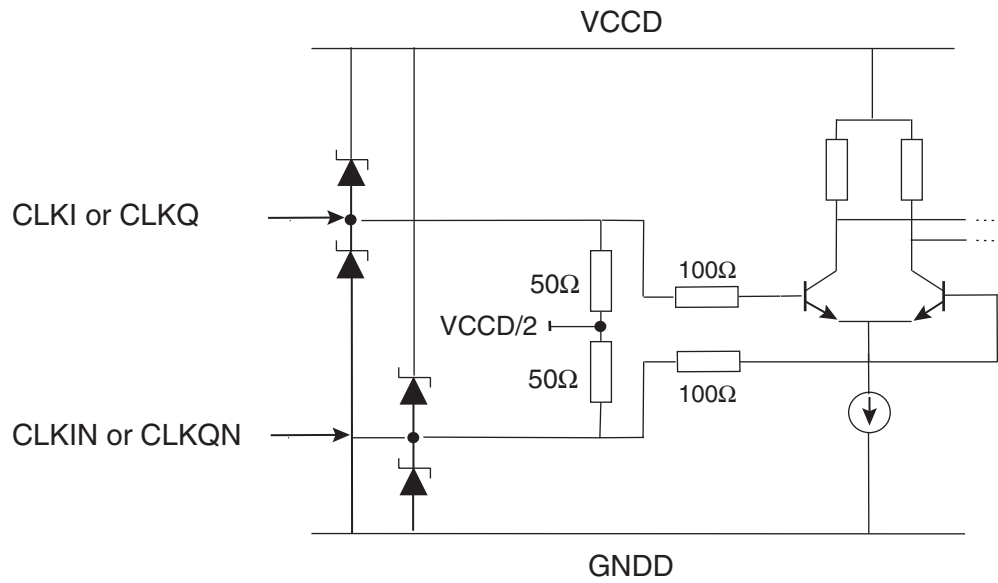 VCCD
CLKI or CLKQ
50Ω
100Ω
VCCD/2
50Ω
100Ω
CLKIN or CLKQN
GNDD